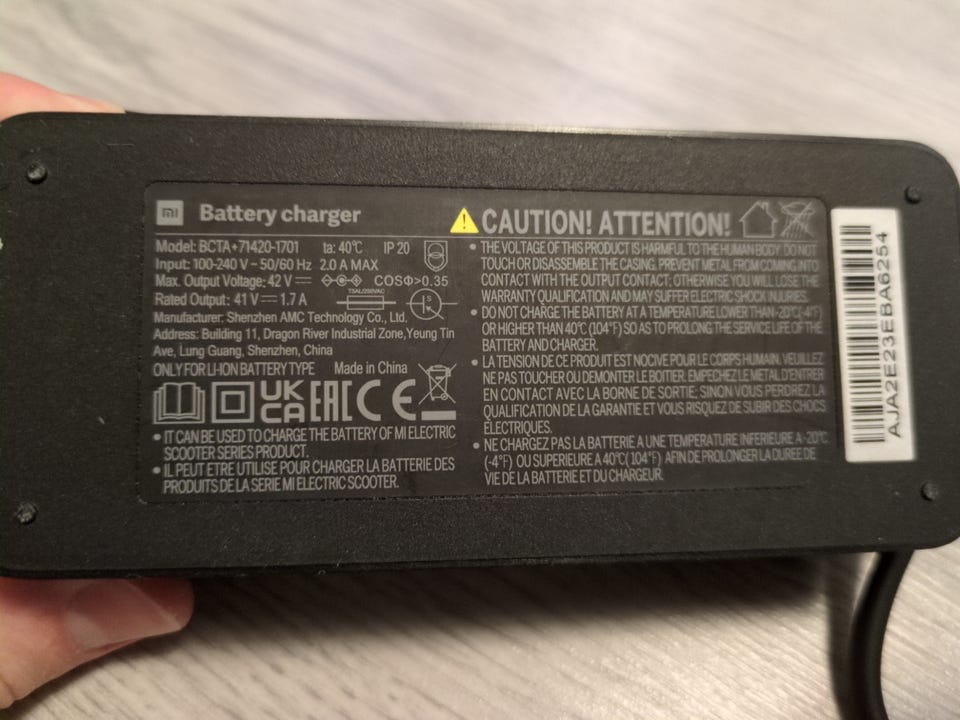 mi Battery charger
Model: BCTA+71420-1701 ta: 40℃ IP 20
Input: 100-240 V~50/60 Hz 2.0 A MAX
Max. Output Voltage: 42 V COSΦ>0.35
T5AL/250VAC
Rated Output: 41 V 1.7 A
Manufacturer: Shenzhen AMC Technology Co., Ltd.
Address: Building 11, Dragon River Industrial Zone, Yeung Tin
Ave, Lung Guang, Shenzhen, China
ONLY FOR LI-ION BATTERY TYPE Made in China
UK CA EAC CE
• IT CAN BE USED TO CHARGE THE BATTERY OF MI ELECTRIC
SCOOTER SERIES PRODUCT.
• IL PEUT ETRE UTILISE POUR CHARGER LA BATTERIE DES
PRODUITS DE LA SERIE MI ELECTRIC SCOOTER.
CAUTION! ATTENTION!
• THE VOLTAGE OF THIS PRODUCT IS HARMFUL TO THE HUMAN BODY. DO NOT
TOUCH OR DISASSEMBLE THE CASING. PREVENT METAL FROM COMING INTO
CONTACT WITH THE OUTPUT CONTACT; OTHERWISE YOU WILL LOSE THE
WARRANTY QUALIFICATION AND MAY SUFFER ELECTRIC SHOCK INJURIES.
• DO NOT CHARGE THE BATTERY AT A TEMPERATURE LOWER THAN -20℃(-4℉)
OR HIGHER THAN 40℃ (104℉) SO AS TO PROLONG THE SERVICE LIFE OF THE
BATTERY AND CHARGER.
• LA TENSION DE CE PRODUIT EST NOCIVE POUR LE CORPS HUMAIN. VEUILLEZ
NE PAS TOUCHER OU DEMONTER LE BOITIER. EMPECHEZ LE METAL D'ENTRER
EN CONTACT AVEC LA BORNE DE SORTIE; SINON VOUS PERDREZ LA
QUALIFICATION DE LA GARANTIE ET VOUS RISQUEZ DE SUBIR DES CHOCS
ÉLECTRIQUES.
• NE CHARGEZ PAS LA BATTERIE A UNE TEMPERATURE INFERIEURE A -20℃
(-4℉) OU SUPERIEURE A 40℃(104℉) AFIN DE PROLONGER LA DUREE DE
VIE DE LA BATTERIE ET DU CHARGEUR.
AJA2E23EBA6254